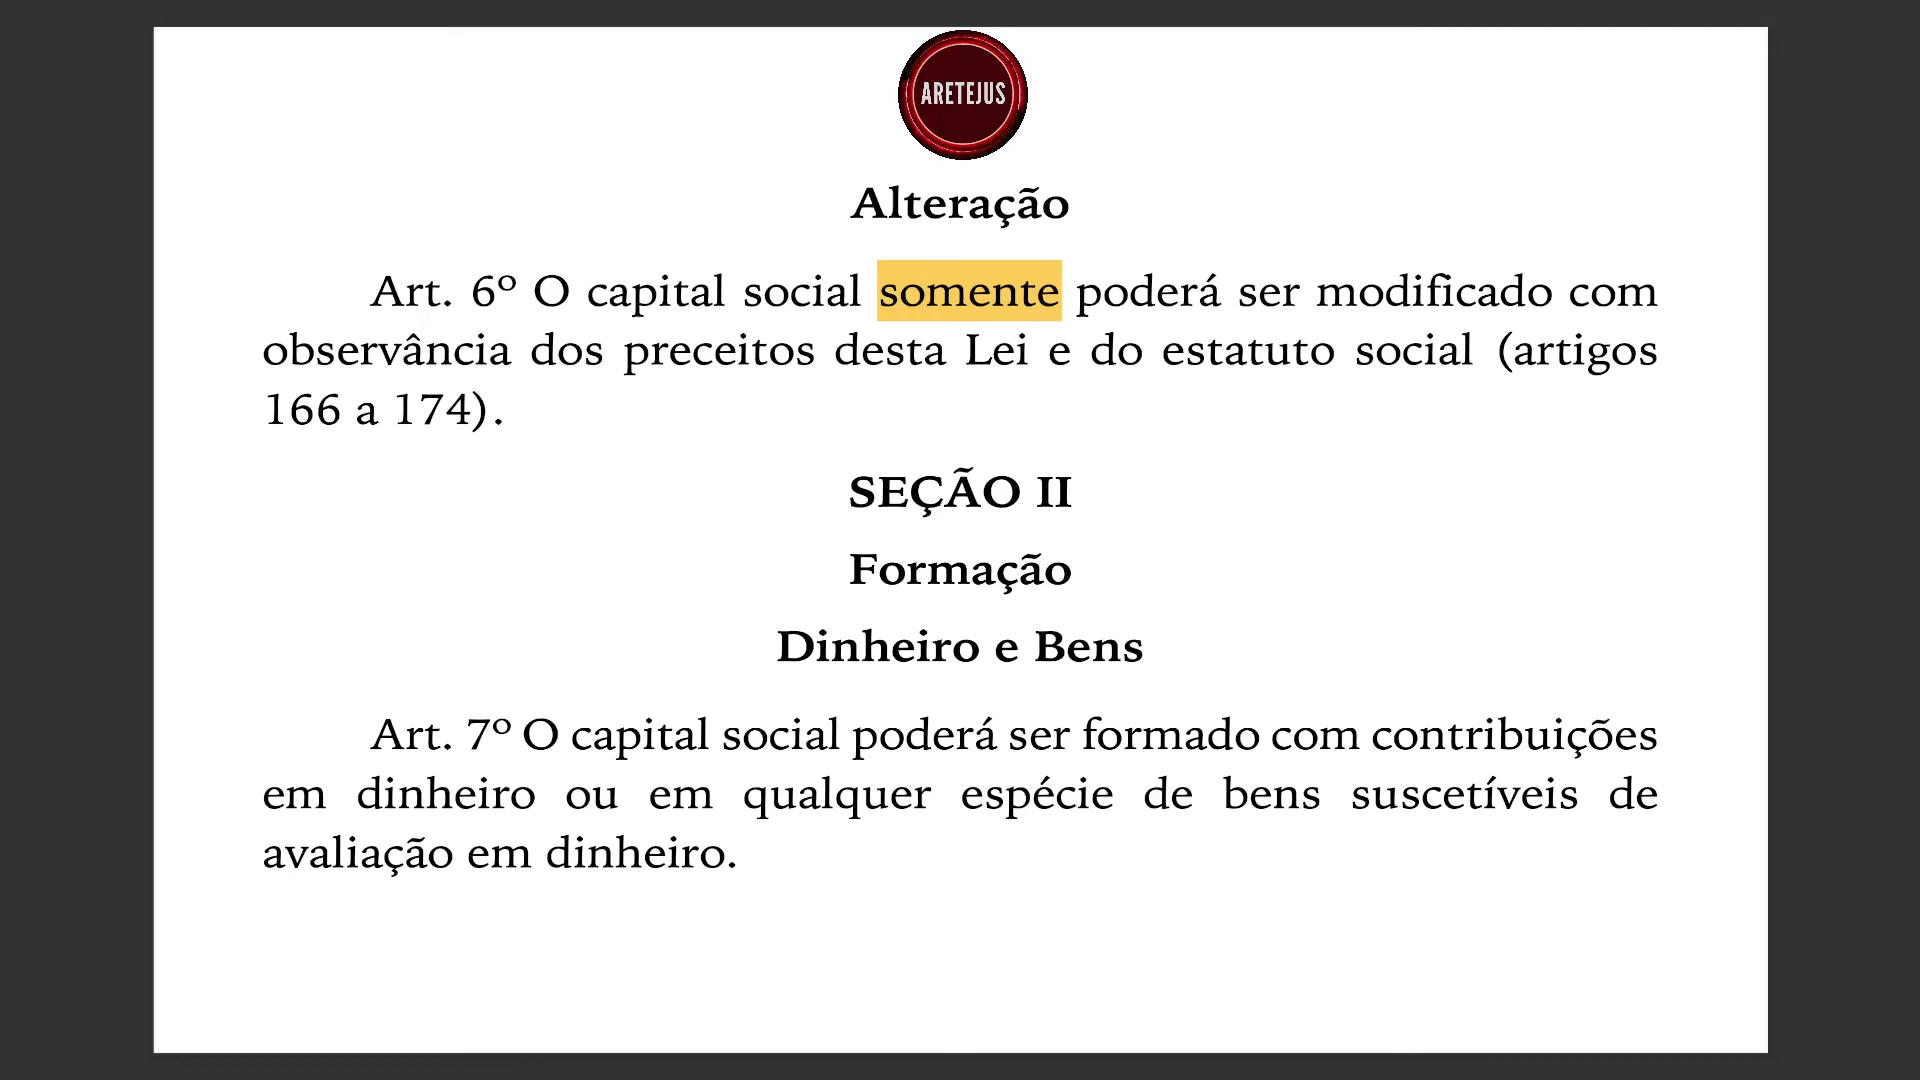 ARETEJUS
Alteração
Art. 6º O capital social somente poderá ser modificado com
observância dos preceitos desta Lei e do estatuto social (artigos
166 a 174).
SEÇÃO II
Formação
Dinheiro e Bens
Art. 7º O capital social poderá ser formado com contribuições
em dinheiro ou em qualquer espécie de bens suscetíveis de
avaliação em dinheiro.